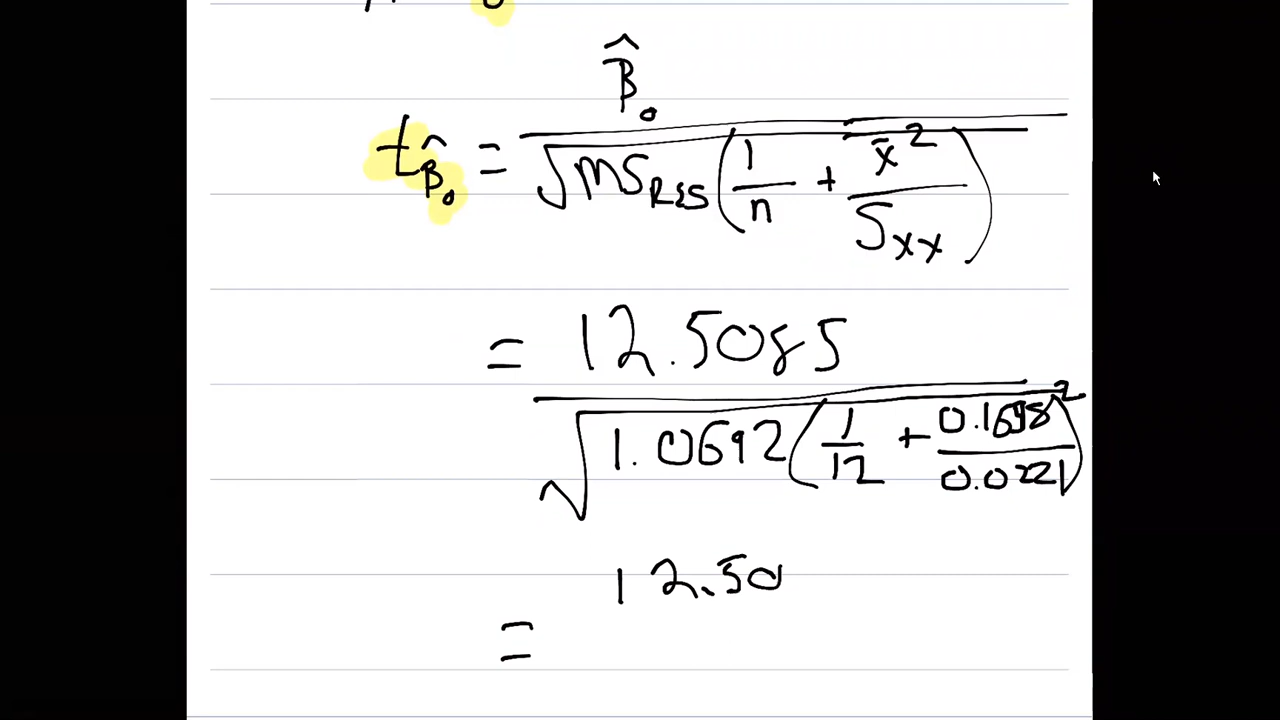 β̂₀
t_β̂₀ = √MS_RES(1/n + x̄²/S_xx)
= 12.5085
√1.0692(1/12 + 0.1698²/0.0221)
12.50
=